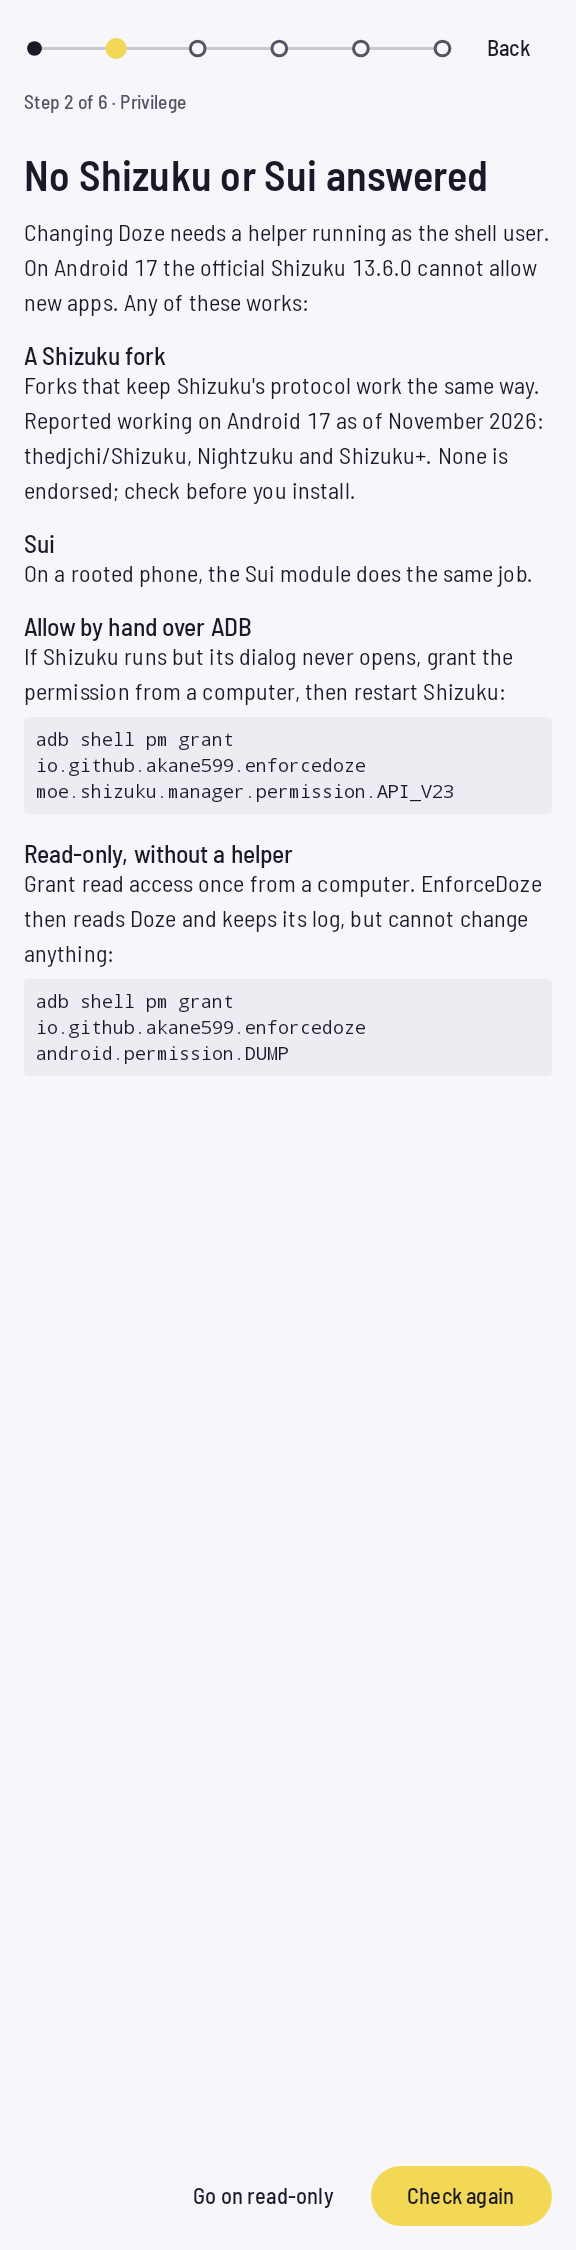 Back
Step 2 of 6 · Privilege
No Shizuku or Sui answered
Changing Doze needs a helper running as the shell user.
On Android 17 the official Shizuku 13.6.0 cannot allow
new apps. Any of these works:
A Shizuku fork
Forks that keep Shizuku's protocol work the same way.
Reported working on Android 17 as of November 2026:
thedjchi/Shizuku, Nightzuku and Shizuku+. None is
endorsed; check before you install.
Sui
On a rooted phone, the Sui module does the same job.
Allow by hand over ADB
If Shizuku runs but its dialog never opens, grant the
permission from a computer, then restart Shizuku:
adb shell pm grant
io.github.akane599.enforcedoze
moe.shizuku.manager.permission.API_V23
Read-only, without a helper
Grant read access once from a computer. EnforceDoze
then reads Doze and keeps its log, but cannot change
anything:
adb shell pm grant
io.github.akane599.enforcedoze
android.permission.DUMP
Go on read-only
Check again